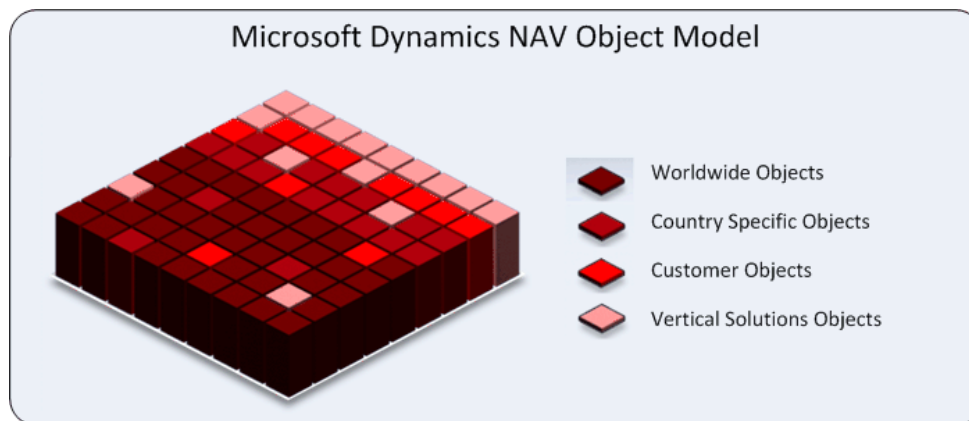 Microsoft Dynamics NAV Object Model
Worldwide Objects
Country Specific Objects
Customer Objects
Vertical Solutions Objects